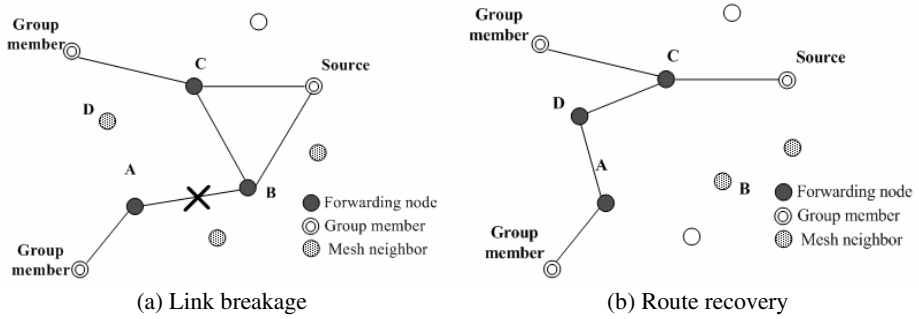 Group
member
C
Source
D
A
B
Forwarding node
Group member
Mesh neighbor
Group
member
(a) Link breakage
Group
member
C
Source
D
A
B
Forwarding node
Group member
Mesh neighbor
Group
member
(b) Route recovery